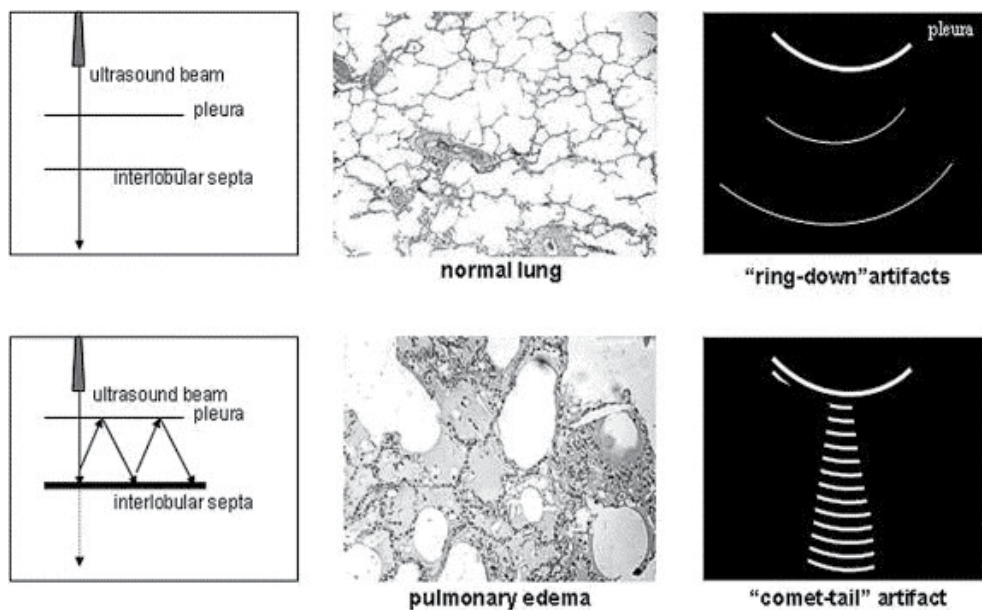 ultrasound beam
pleura
interlobular septa
normal lung
pleura
“ring-down”artifacts
ultrasound beam
pleura
interlobular septa
pulmonary edema
“comet-tail” artifact